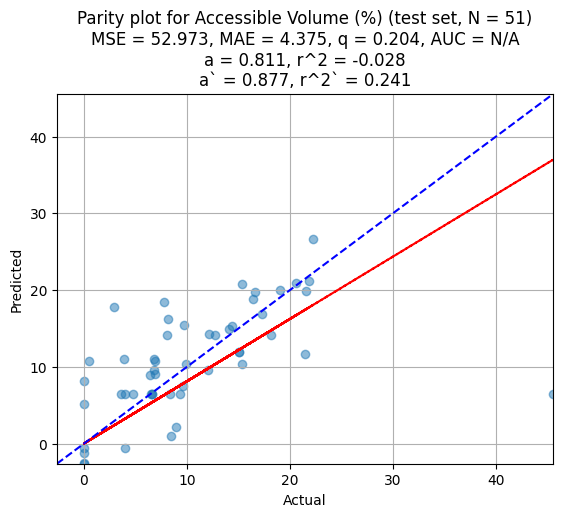 Parity plot for Accessible Volume (%) (test set, N = 51)
MSE = 52.973, MAE = 4.375, q = 0.204, AUC = N/A
a = 0.811, r^2 = -0.028
a` = 0.877, r^2` = 0.241
40
30
20
10
0
Predicted
0 10 20 30 40
Actual